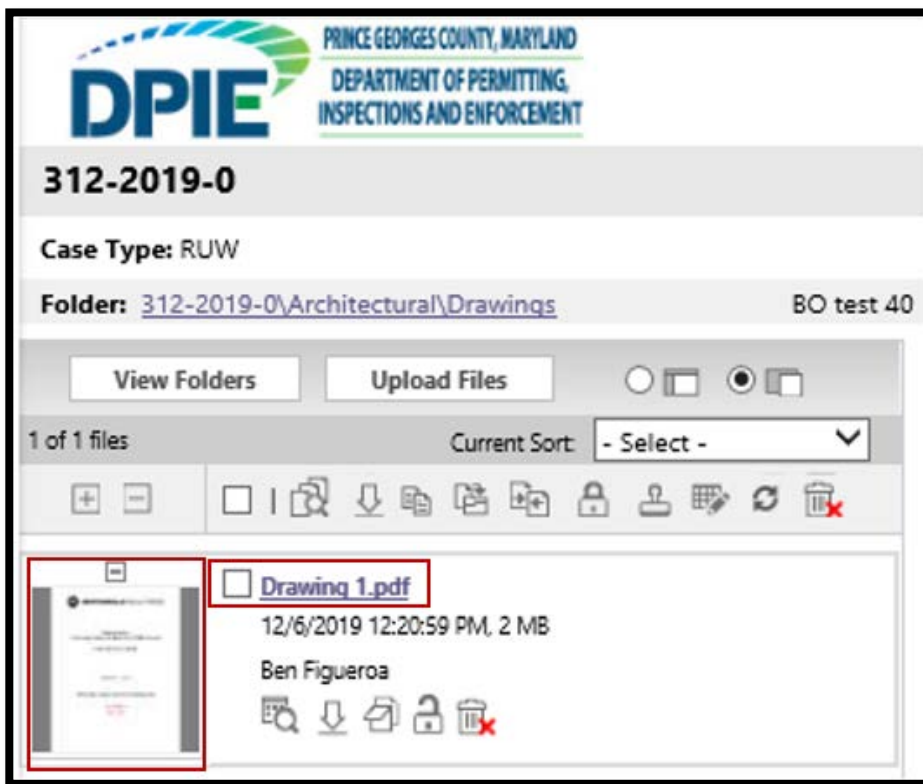 PRINCE GEORGES COUNTY, MARYLAND
DEPARTMENT OF PERMITTING,
INSPECTIONS AND ENFORCEMENT
DPIE
312-2019-0
Case Type: RUW
Folder: 312-2019-0\Architectural\Drawings BO test 40
View Folders Upload Files
1 of 1 files Current Sort: - Select -
Drawing 1.pdf
12/6/2019 12:20:59 PM, 2 MB
Ben Figueroa